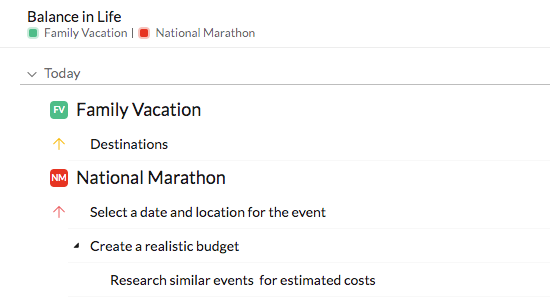 Balance in Life
Family Vacation | National Marathon
Today
FV Family Vacation
Destinations
NM National Marathon
Select a date and location for the event
Create a realistic budget
Research similar events for estimated costs